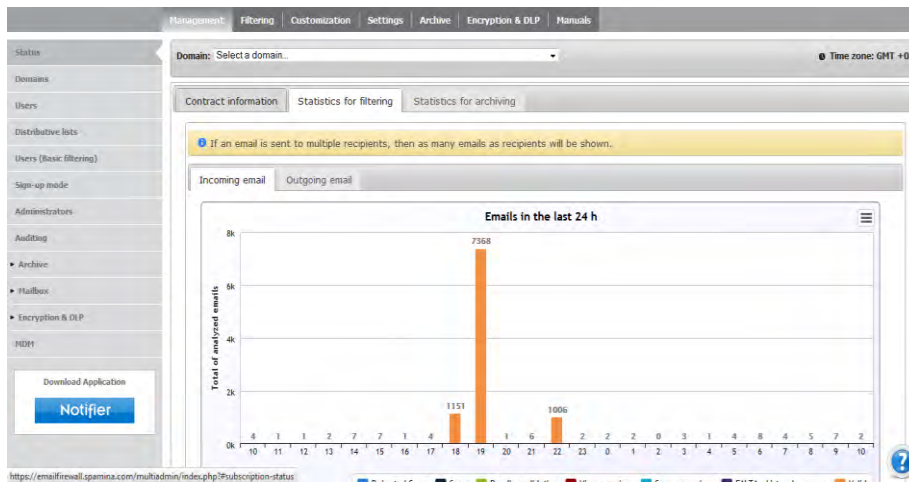 Management Filtering Customization Settings Archive Encryption & DLP Manuals
Status
Domains
Users
Distributive lists
Users (Basic filtering)
Sign-up mode
Administrators
Auditing
Archive
Mailbox
Encryption & DLP
MDM
Download Application
Notifier
Domain: Select a domain...
Time zone: GMT +0
Contract information Statistics for filtering Statistics for archiving
If an email is sent to multiple recipients, then as many emails as recipients will be shown.
Incoming email Outgoing email
Emails in the last 24 h
Total of analyzed emails
8k
6k
4k
2k
0k
7368
1151 1006
4 1 1 2 7 7 1 4 1 6 2 2 2 0 3 1 4 8 4 5 7 2
10 11 12 13 14 15 16 17 18 19 20 21 22 23 0 1 2 3 4 5 6 7 8 9 10
https://emailfirewall.spamina.com/multiadmin/index.php?#subscription-status